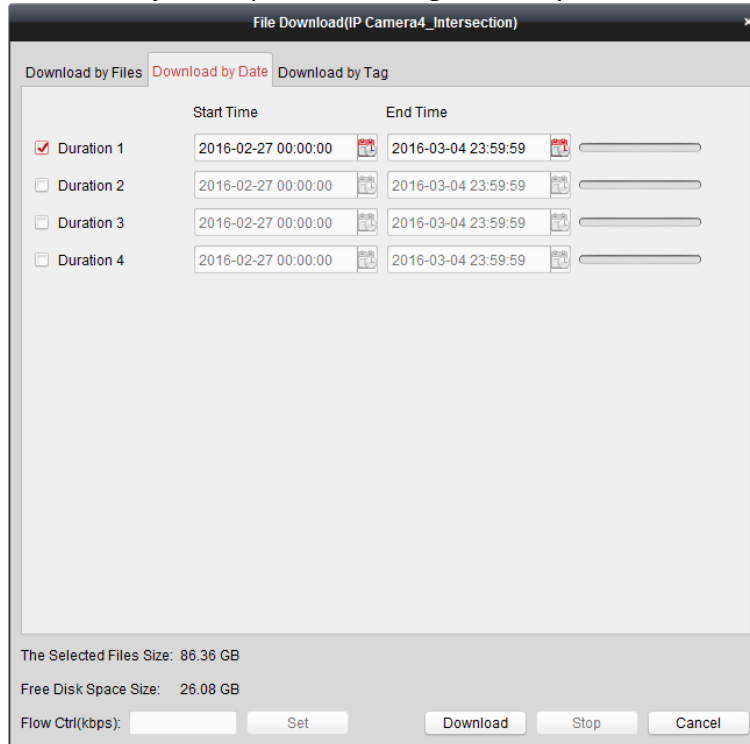 File Download(IP Camera4_Intersection) ×
Download by Files Download by Date Download by Tag
Start Time End Time
Duration 1 2016-02-27 00:00:00 2016-03-04 23:59:59
Duration 2 2016-02-27 00:00:00 2016-03-04 23:59:59
Duration 3 2016-02-27 00:00:00 2016-03-04 23:59:59
Duration 4 2016-02-27 00:00:00 2016-03-04 23:59:59
The Selected Files Size: 86.36 GB
Free Disk Space Size: 26.08 GB
Flow Ctrl(kbps): Set Download Stop Cancel